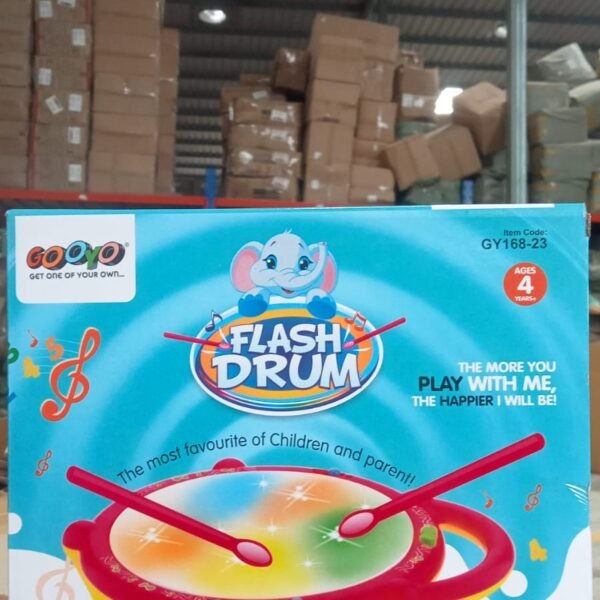 GOOYO®
GET ONE OF YOUR OWN...
Item Code:
GY168-23
AGES
4
YEARS+
FLASH
DRUM
THE MORE YOU
PLAY WITH ME,
THE HAPPIER I WILL BE!
The most favourite of Children and parent!